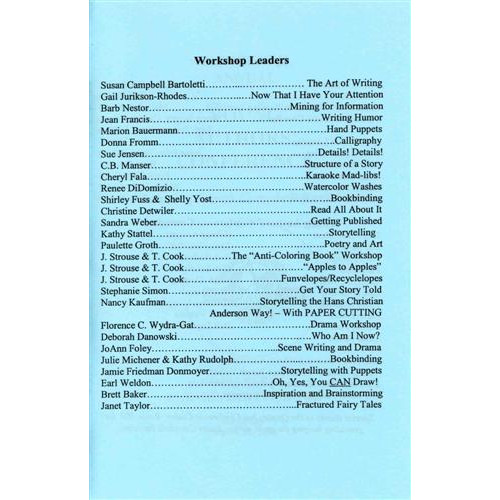 Workshop Leaders
Susan Campbell Bartoletti………...………………… The Art of Writing
Gail Jurikson-Rhodes……………..…Now That I Have Your Attention
Barb Nestor……………………………………Mining for Information
Jean Francis……………………………………………Writing Humor
Marion Bauermann………………………………………Hand Puppets
Donna Fromm………………………………………………Calligraphy
Sue Jensen………………………………………………Details! Details!
C.B. Manser…………………………………………Structure of a Story
Cheryl Fala…………………………………………Karaoke Mad-libs!
Renee DiDomizio……………………………………Watercolor Washes
Shirley Fuss & Shelly Yost…………………………………Bookbinding
Christine Detwiler……………………………………Read All About It
Sandra Weber…………………………………………Getting Published
Kathy Stattel……………………………………………Storytelling
Paulette Groth……………………………………………Poetry and Art
J. Strouse & T. Cook…..…………The "Anti-Coloring Book" Workshop
J. Strouse & T. Cook…...………………………………"Apples to Apples"
J. Strouse & T. Cook……………………………Funvelopes/Recyclelopes
Stephanie Simon……………………………………Get Your Story Told
Nancy Kaufman…………………………Storytelling the Hans Christian
Anderson Way! – With PAPER CUTTING
Florence C. Wydra-Gat…………………………………Drama Workshop
Deborah Danowski………………………………………Who Am I Now?
JoAnn Foley……………………………...Scene Writing and Drama
Julie Michener & Kathy Rudolph…………………………Bookbinding
Jamie Friedman Donmoyer……………………Storytelling with Puppets
Earl Weldon…………………………………Oh, Yes, You CAN Draw!
Brett Baker………………………………Inspiration and Brainstorming
Janet Taylor…………………………………………Fractured Fairy Tales